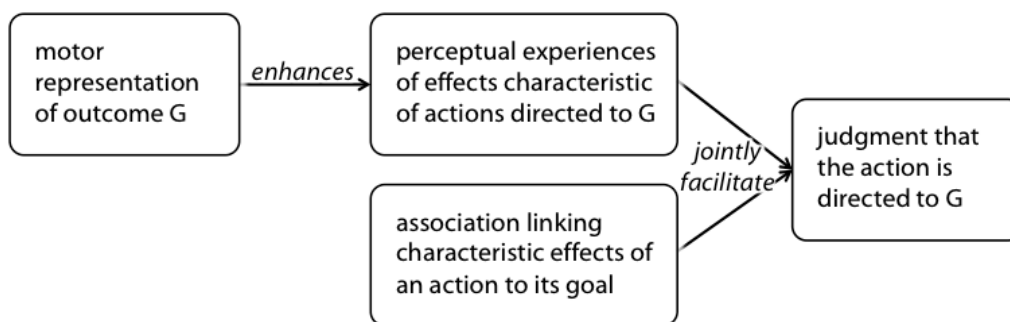 motor
representation
of outcome G
enhances
perceptual experiences
of effects characteristic
of actions directed to G
association linking
characteristic effects of
an action to its goal
jointly
facilitate
judgment that
the action is
directed to G